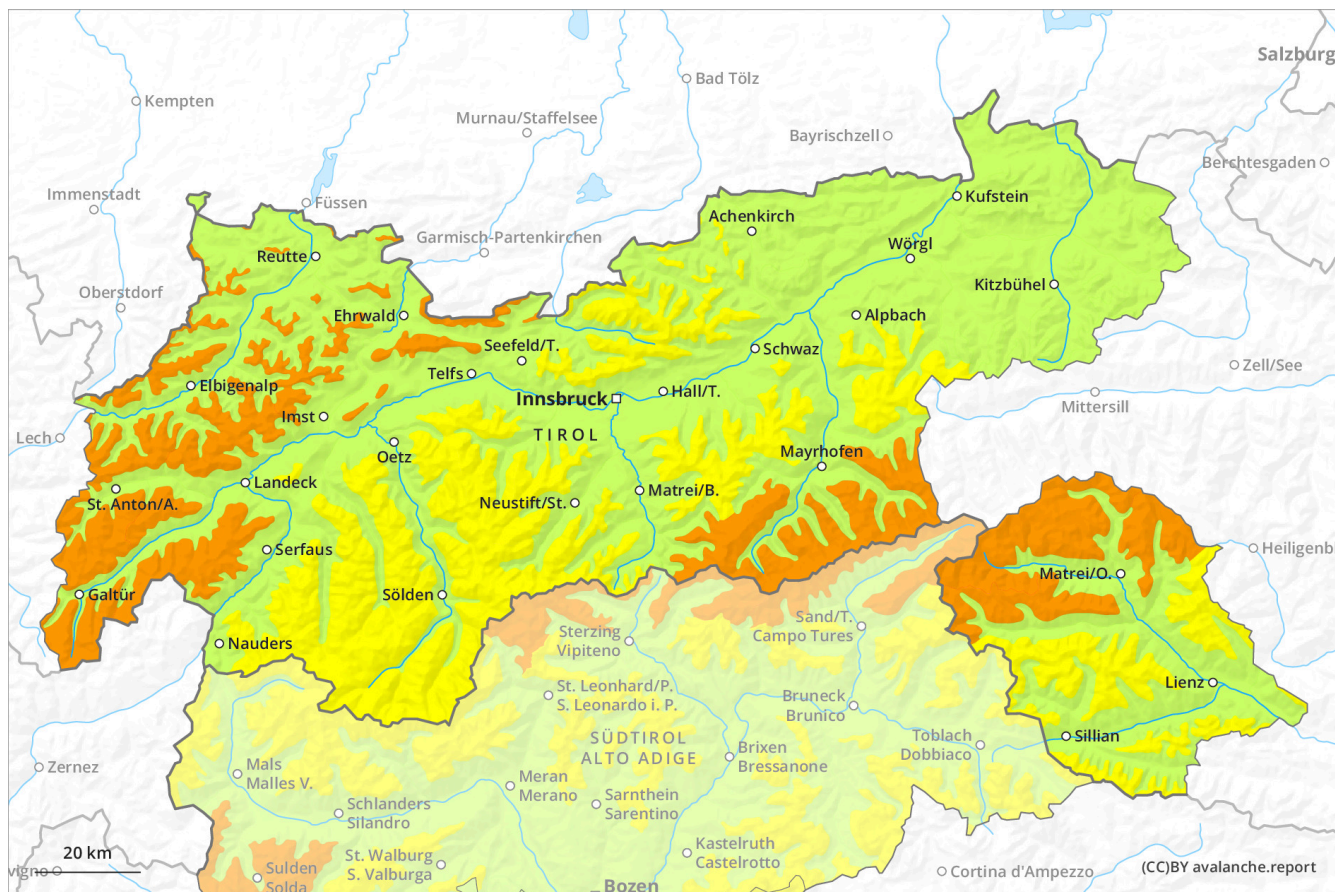 Salzburg
Bad Tölz
Kempten
Murnau/Staffelsee
Bayrischzell
Berchtesgaden
Immenstadt
Füssen
Kufstein
Achenkirch
Garmisch-Partenkirchen
Wörgl
Reutte
Kitzbühel
Oberstdorf
Ehrwald
Alpbach
Seefeld/T.
Schwaz
Zell/See
Telfs
Elbigenalp
Innsbruck
Hall/T.
Mittersill
Imst
TIROL
Lech
Mayrhofen
Oetz
Landeck
Matrei/B.
St. Anton/A.
Neustift/St.
Serfaus
Heiligenb
Matrei/O.
Galtür
Sölden
Sand/T.
Campo Tures
Sterzing
Vipiteno
Nauders
Lienz
St. Leonhard/P.
S. Leonardo i. P.
Bruneck
Brunico
Sillian
SÜDTIROL
ALTO ADIGE
Toblach
Dobbiaco
Brixen
Bressanone
Zernez
Mals
Malles V.
Meran
Merano
Schlanders
Silandro
Sarnthein
Sarentino
20 km
Kastelruth
Castelrotto
St. Walburg
S. Valburga
vigno
Sulden
Solda
Cortina d'Ampezzo
(CC)BY avalanche.report
Bozen